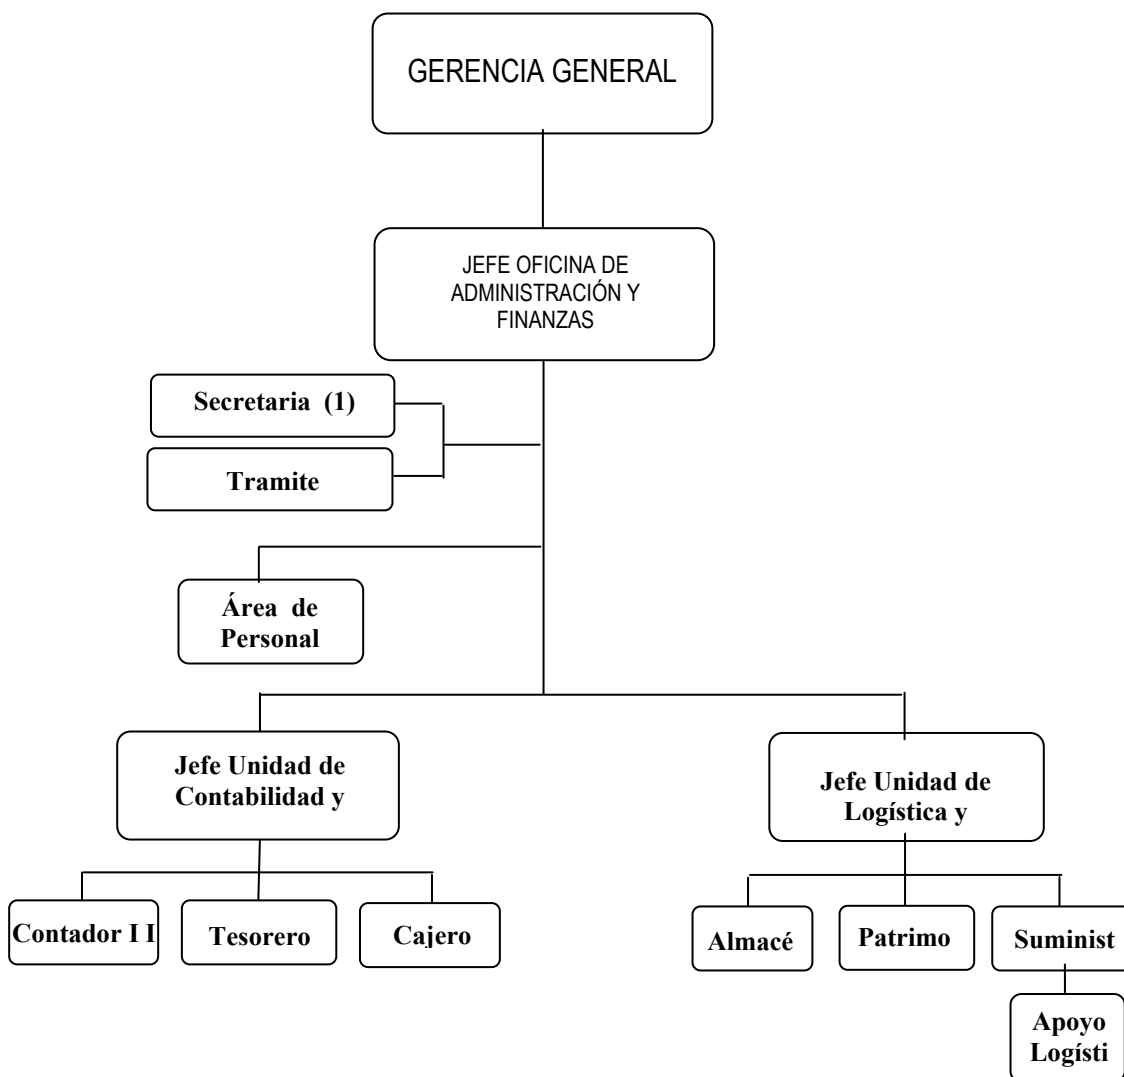 GERENCIA GENERAL
JEFE OFICINA DE
ADMINISTRACIÓN Y
FINANZAS
Secretaria (1)
Tramite
Área de
Personal
Jefe Unidad de
Contabilidad y
Jefe Unidad de
Logística y
Contador I I
Tesorero
Cajero
Almacé
Patrimo
Suminist
Apoyo
Logísti